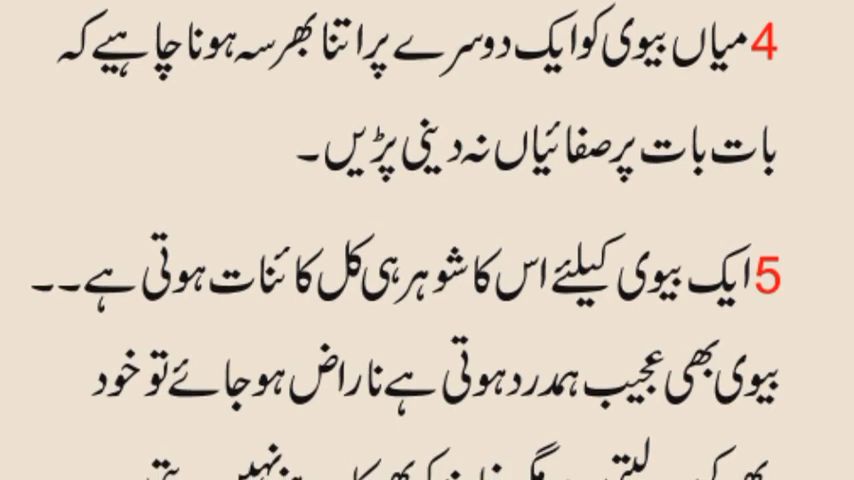 4 میاں بیوی کو ایک دوسرے پر اتنا بھرسہ ہونا چاہیے کہ
بات بات پر صفائیاں نہ دینی پڑیں۔
5 ایک بیوی کیلئے اس کا شوہر ہی کل کائنات ہوتی ہے۔۔
بیوی بھی عجیب ہمدرد ہوتی ہے ناراض ہو جائے تو خود